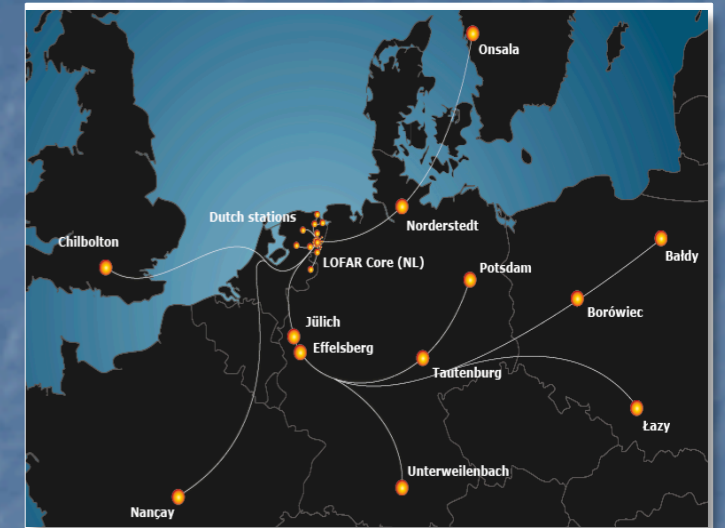 Onsala
Dutch stations
Norderstedt
Chilbolton
Bałdy
LOFAR Core (NL)
Potsdam
Borówiec
Jülich
Effelsberg
Tautenburg
Łazy
Unterweilenbach
Nançay